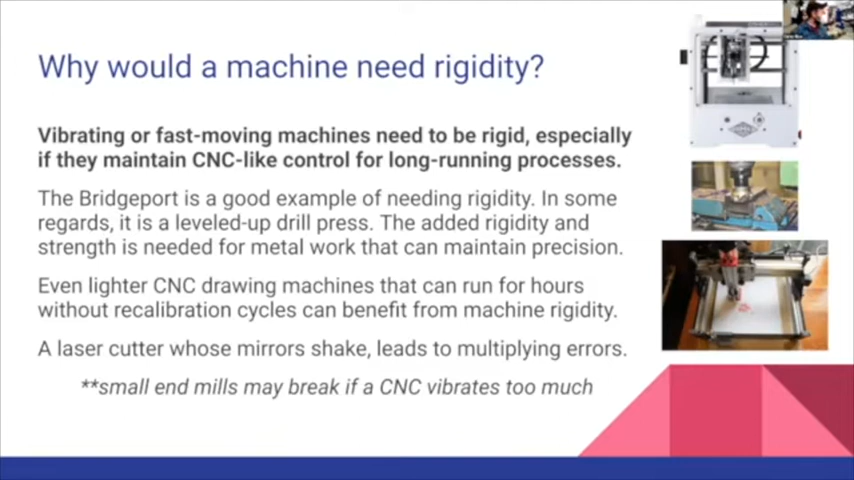 Why would a machine need rigidity?
Vibrating or fast-moving machines need to be rigid, especially
if they maintain CNC-like control for long-running processes.
The Bridgeport is a good example of needing rigidity. In some
regards, it is a leveled-up drill press. The added rigidity and
strength is needed for metal work that can maintain precision.
Even lighter CNC drawing machines that can run for hours
without recalibration cycles can benefit from machine rigidity.
A laser cutter whose mirrors shake, leads to multiplying errors.
**small end mills may break if a CNC vibrates too much